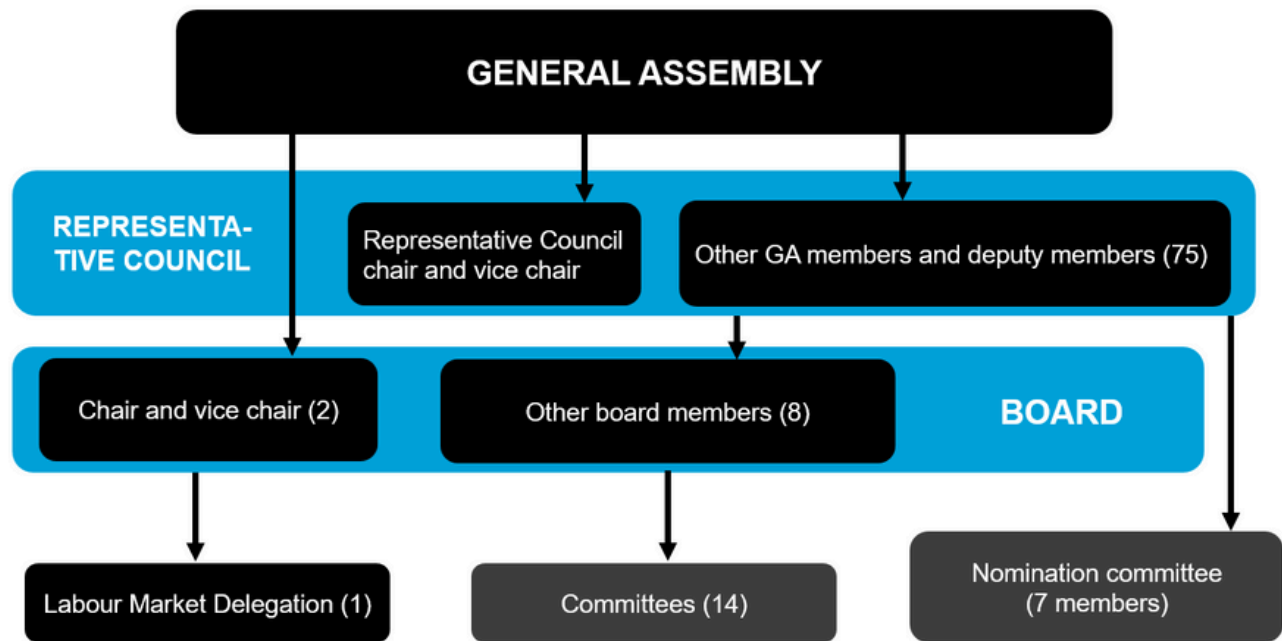 GENERAL ASSEMBLY
REPRESENTA-
TIVE COUNCIL
Representative Council
chair and vice chair
Other GA members and deputy members (75)
Chair and vice chair (2)
Other board members (8)
BOARD
Labour Market Delegation (1)
Committees (14)
Nomination committee
(7 members)